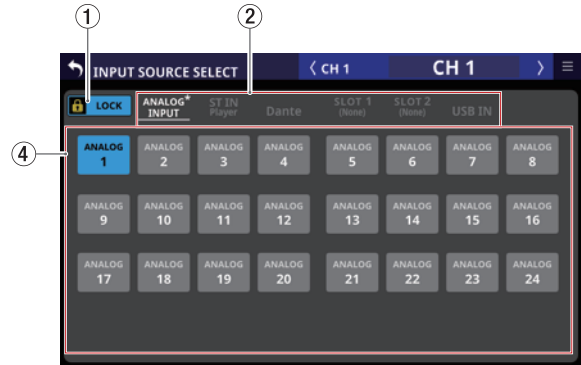 ① ②
INPUT SOURCE SELECT CH 1 CH 1
LOCK ANALOG* ST IN Dante SLOT 1 SLOT 2 USB IN
INPUT Player (None) (None)
④
ANALOG ANALOG ANALOG ANALOG ANALOG ANALOG ANALOG ANALOG
1 2 3 4 5 6 7 8
ANALOG ANALOG ANALOG ANALOG ANALOG ANALOG ANALOG ANALOG
9 10 11 12 13 14 15 16
ANALOG ANALOG ANALOG ANALOG ANALOG ANALOG ANALOG ANALOG
17 18 19 20 21 22 23 24